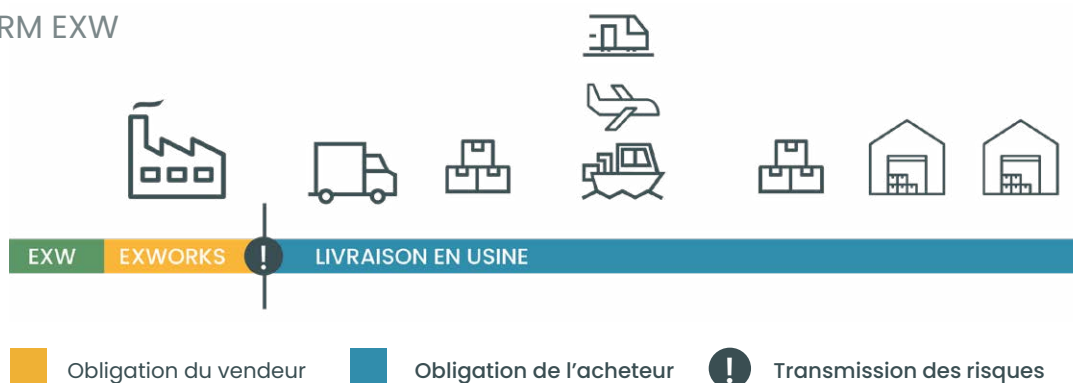 RM EXW
EXW EXWORKS ! LIVRAISON EN USINE
Obligation du vendeur Obligation de l'acheteur ! Transmission des risques